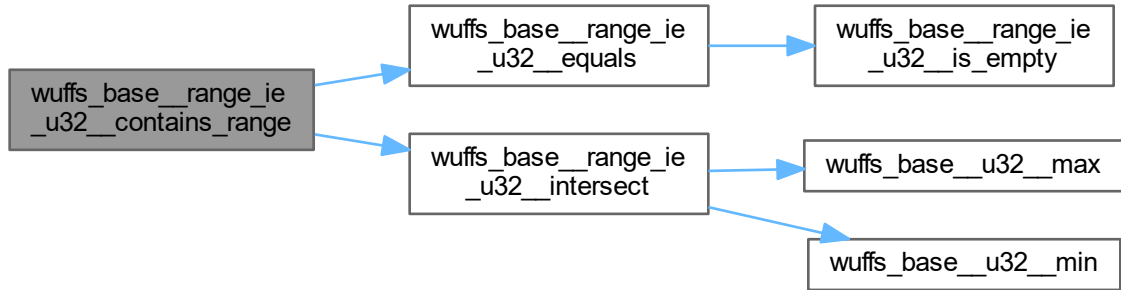 wuffs_base__range_ie
_u32__contains_range
wuffs_base__range_ie
_u32__equals
wuffs_base__range_ie
_u32__is_empty
wuffs_base__range_ie
_u32__intersect
wuffs_base__u32__max
wuffs_base__u32__min